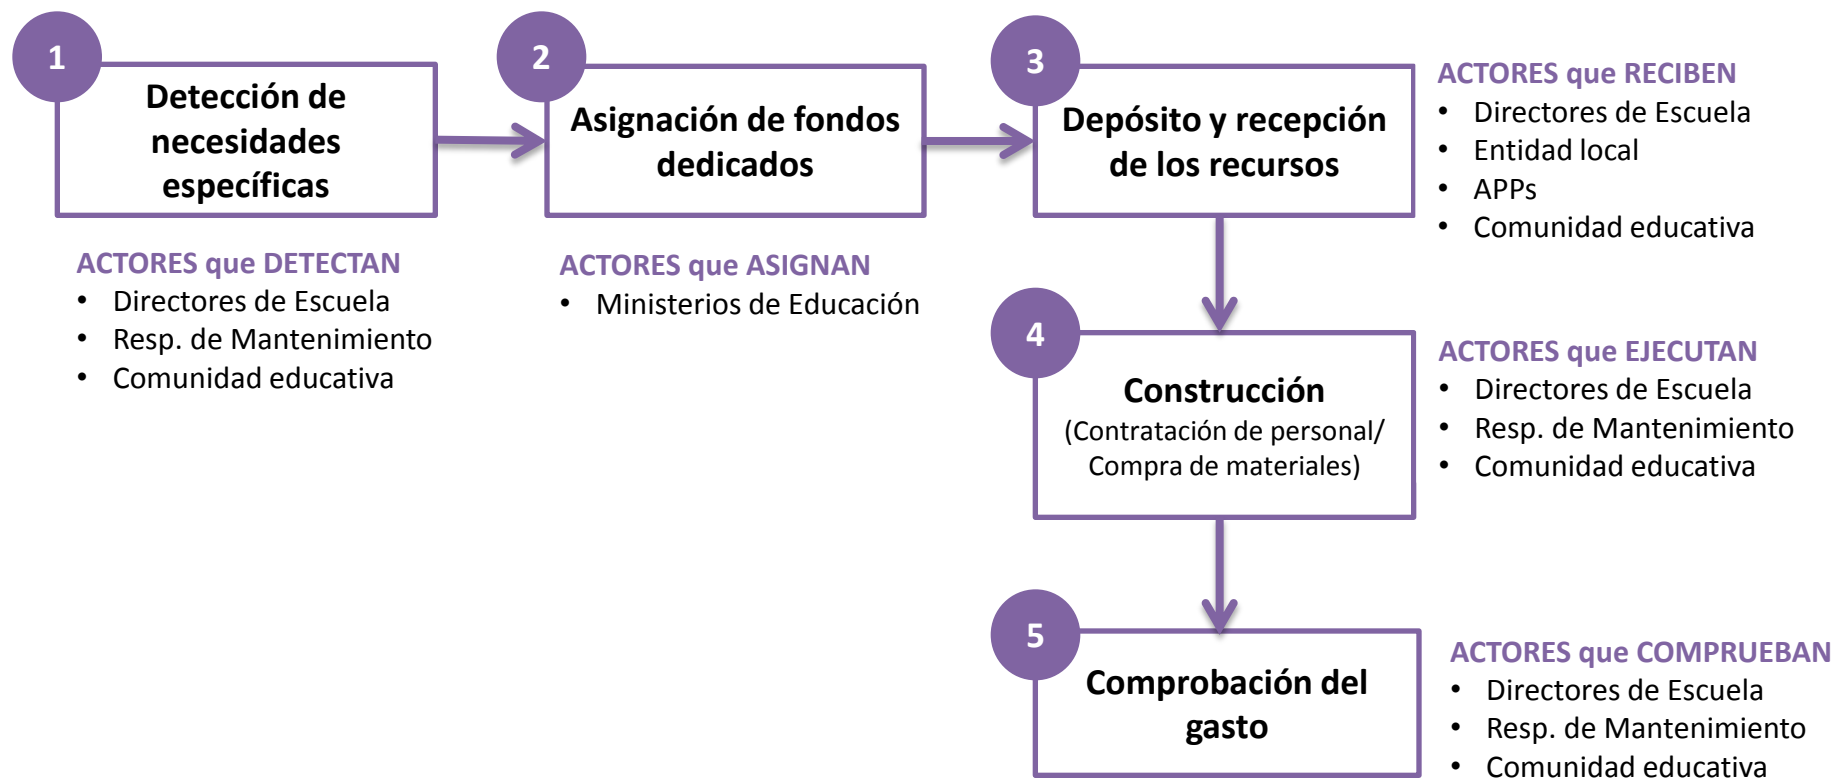 1
Detección de
necesidades
específicas
ACTORES que DETECTAN
• Directores de Escuela
• Resp. de Mantenimiento
• Comunidad educativa
2
Asignación de fondos
dedicados
ACTORES que ASIGNAN
• Ministerios de Educación
3
Depósito y recepción
de los recursos
ACTORES que RECIBEN
• Directores de Escuela
• Entidad local
• APPs
• Comunidad educativa
4
Construcción
(Contratación de personal/
Compra de materiales)
ACTORES que EJECUTAN
• Directores de Escuela
• Resp. de Mantenimiento
• Comunidad educativa
5
Comprobación del
gasto
ACTORES que COMPRUEBAN
• Directores de Escuela
• Resp. de Mantenimiento
• Comunidad educativa